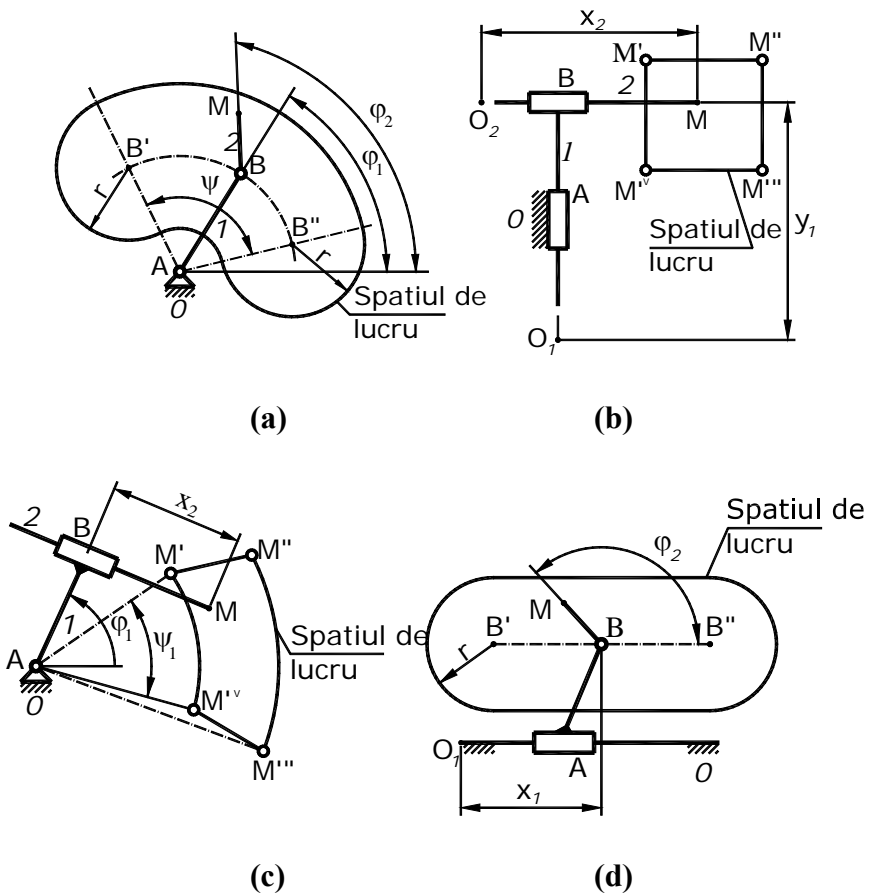 M
2
B
B'
r
ψ
1
φ₂
φ₁
B"
r
A
0
Spatiul de
lucru
(a)
x₂
M'
M"
B
2
O₂
M
1
A
0
M'ᵛ
M'"
Spatiul de
lucru
y₁
O₁
(b)
2
B
x₂
M'
M"
M
1
φ₁
ψ₁
A
0
Spatiul de
lucru
M'ᵛ
M'"
(c)
Spatiul de
lucru
φ₂
M
B'
B
B"
r
O₁
A
0
x₁
(d)